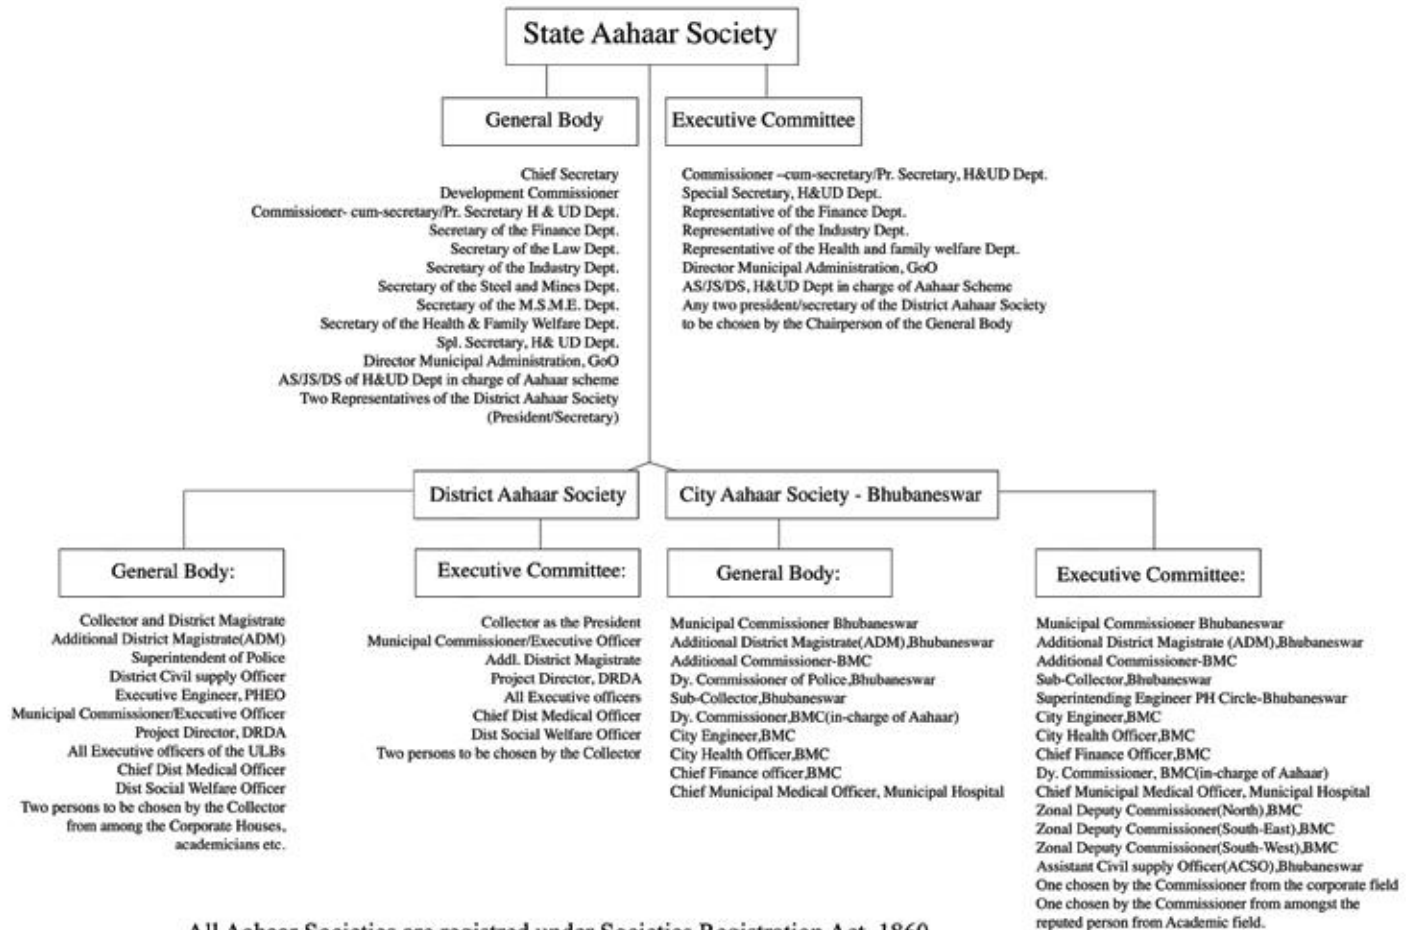 State Aahaar Society
General Body
Chief Secretary
Development Commissioner
Commissioner- cum-secretary/Pr. Secretary H & UD Dept.
Secretary of the Finance Dept.
Secretary of the Law Dept.
Secretary of the Industry Dept.
Secretary of the Steel and Mines Dept.
Secretary of the M.S.M.E. Dept.
Secretary of the Health & Family Welfare Dept.
Spl. Secretary, H& UD Dept.
Director Municipal Administration, GoO
AS/JS/DS of H&UD Dept in charge of Aahaar scheme
Two Representatives of the District Aahaar Society
(President/Secretary)
Executive Committee
Commissioner –cum-secretary/Pr. Secretary, H&UD Dept.
Special Secretary, H&UD Dept.
Representative of the Finance Dept.
Representative of the Industry Dept.
Representative of the Health and family welfare Dept.
Director Municipal Administration, GoO
AS/JS/DS, H&UD Dept in charge of Aahaar Scheme
Any two president/secretary of the District Aahaar Society
to be chosen by the Chairperson of the General Body
District Aahaar Society
City Aahaar Society - Bhubaneswar
General Body:
Collector and District Magistrate
Additional District Magistrate(ADM)
Superintendent of Police
District Civil supply Officer
Executive Engineer, PHEO
Municipal Commissioner/Executive Officer
Project Director, DRDA
All Executive officers of the ULBs
Chief Dist Medical Officer
Dist Social Welfare Officer
Two persons to be chosen by the Collector
from among the Corporate Houses,
academicians etc.
Executive Committee:
Collector as the President
Municipal Commissioner/Executive Officer
Addl. District Magistrate
Project Director, DRDA
All Executive officers
Chief Dist Medical Officer
Dist Social Welfare Officer
Two persons to be chosen by the Collector
General Body:
Municipal Commissioner Bhubaneswar
Additional District Magistrate(ADM),Bhubaneswar
Additional Commissioner-BMC
Dy. Commissioner of Police,Bhubaneswar
Sub-Collector,Bhubaneswar
Dy. Commissioner,BMC(in-charge of Aahaar)
City Engineer,BMC
City Health Officer,BMC
Chief Finance officer,BMC
Chief Municipal Medical Officer, Municipal Hospital
Executive Committee:
Municipal Commissioner Bhubaneswar
Additional District Magistrate (ADM),Bhubaneswar
Additional Commissioner-BMC
Sub-Collector,Bhubaneswar
Superintending Engineer PH Circle-Bhubaneswar
City Engineer,BMC
City Health Officer,BMC
Chief Finance Officer,BMC
Dy. Commissioner, BMC(in-charge of Aahaar)
Chief Municipal Medical Officer, Municipal Hospital
Zonal Deputy Commissioner(North),BMC
Zonal Deputy Commissioner(South-East),BMC
Zonal Deputy Commissioner(South-West),BMC
Assistant Civil supply Officer(ACSO),Bhubaneswar
One chosen by the Commissioner from the corporate field
One chosen by the Commissioner from amongst the
reputed person from Academic field.
All Aahaar Societies are registred under Societies Registration Act, 1860